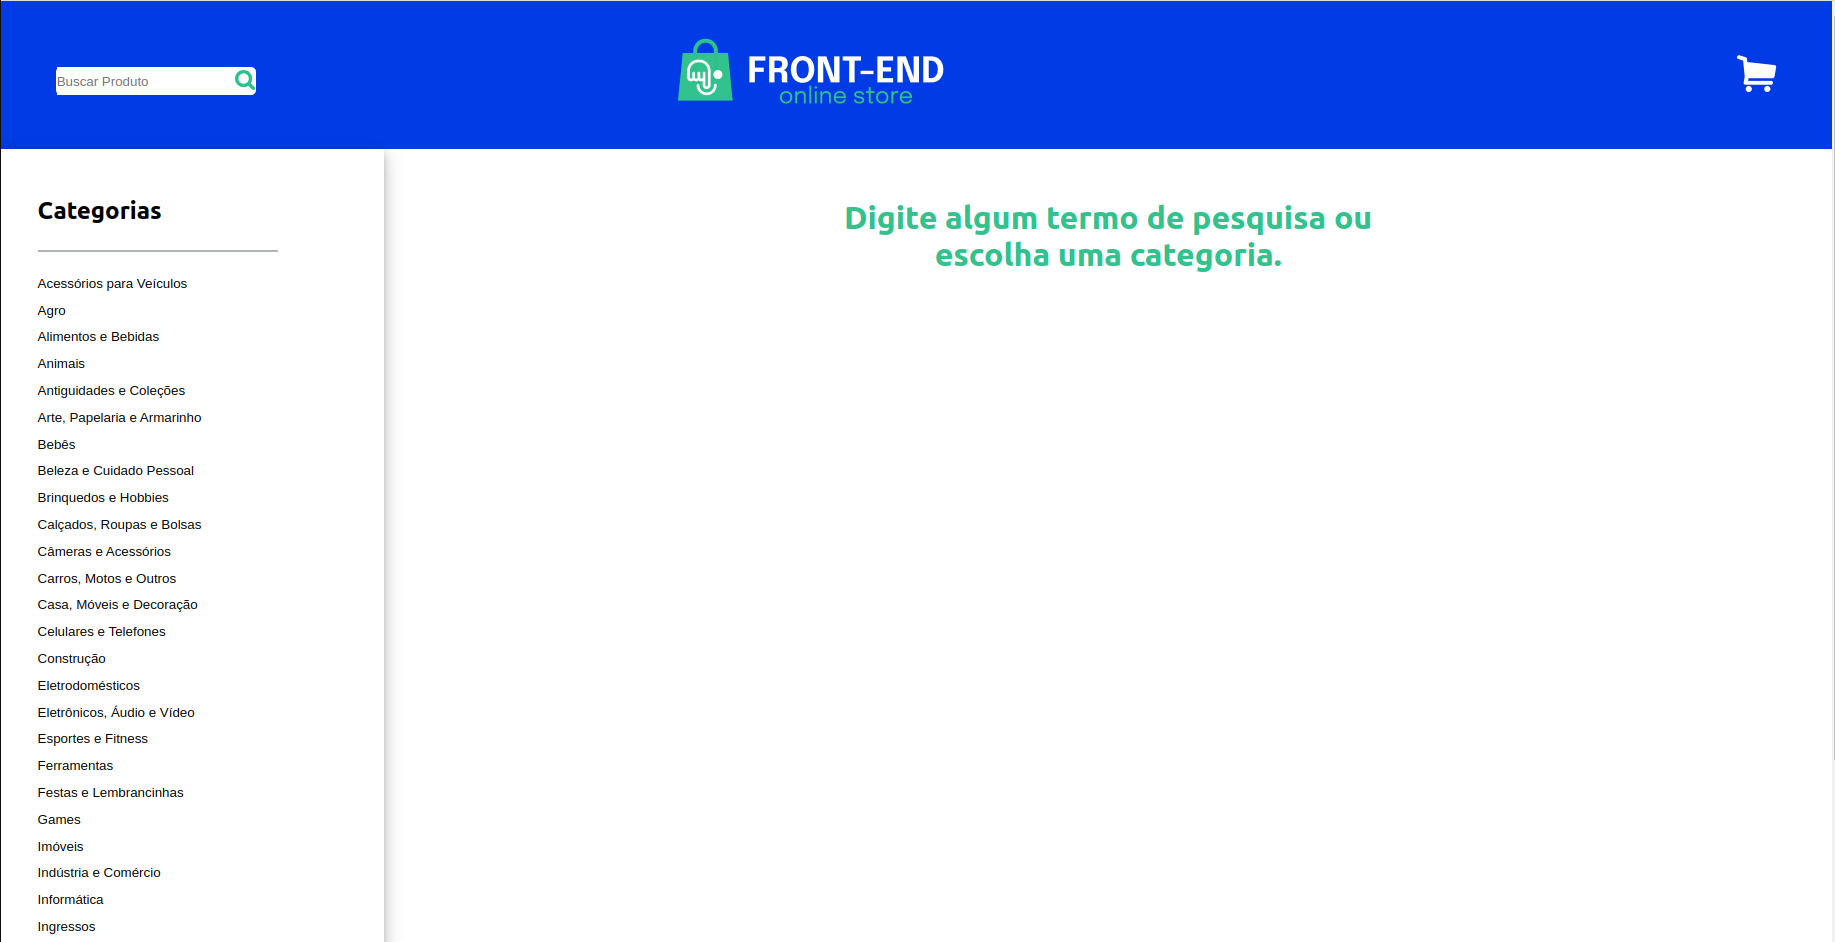 Buscar Produto
FRONT-END
online store
Categorias
Digite algum termo de pesquisa ou
escolha uma categoria.
Acessórios para Veículos
Agro
Alimentos e Bebidas
Animais
Antiguidades e Coleções
Arte, Papelaria e Armarinho
Bebês
Beleza e Cuidado Pessoal
Brinquedos e Hobbies
Calçados, Roupas e Bolsas
Câmeras e Acessórios
Carros, Motos e Outros
Casa, Móveis e Decoração
Celulares e Telefones
Construção
Eletrodomésticos
Eletrônicos, Áudio e Vídeo
Esportes e Fitness
Ferramentas
Festas e Lembrancinhas
Games
Imóveis
Indústria e Comércio
Informática
Ingressos